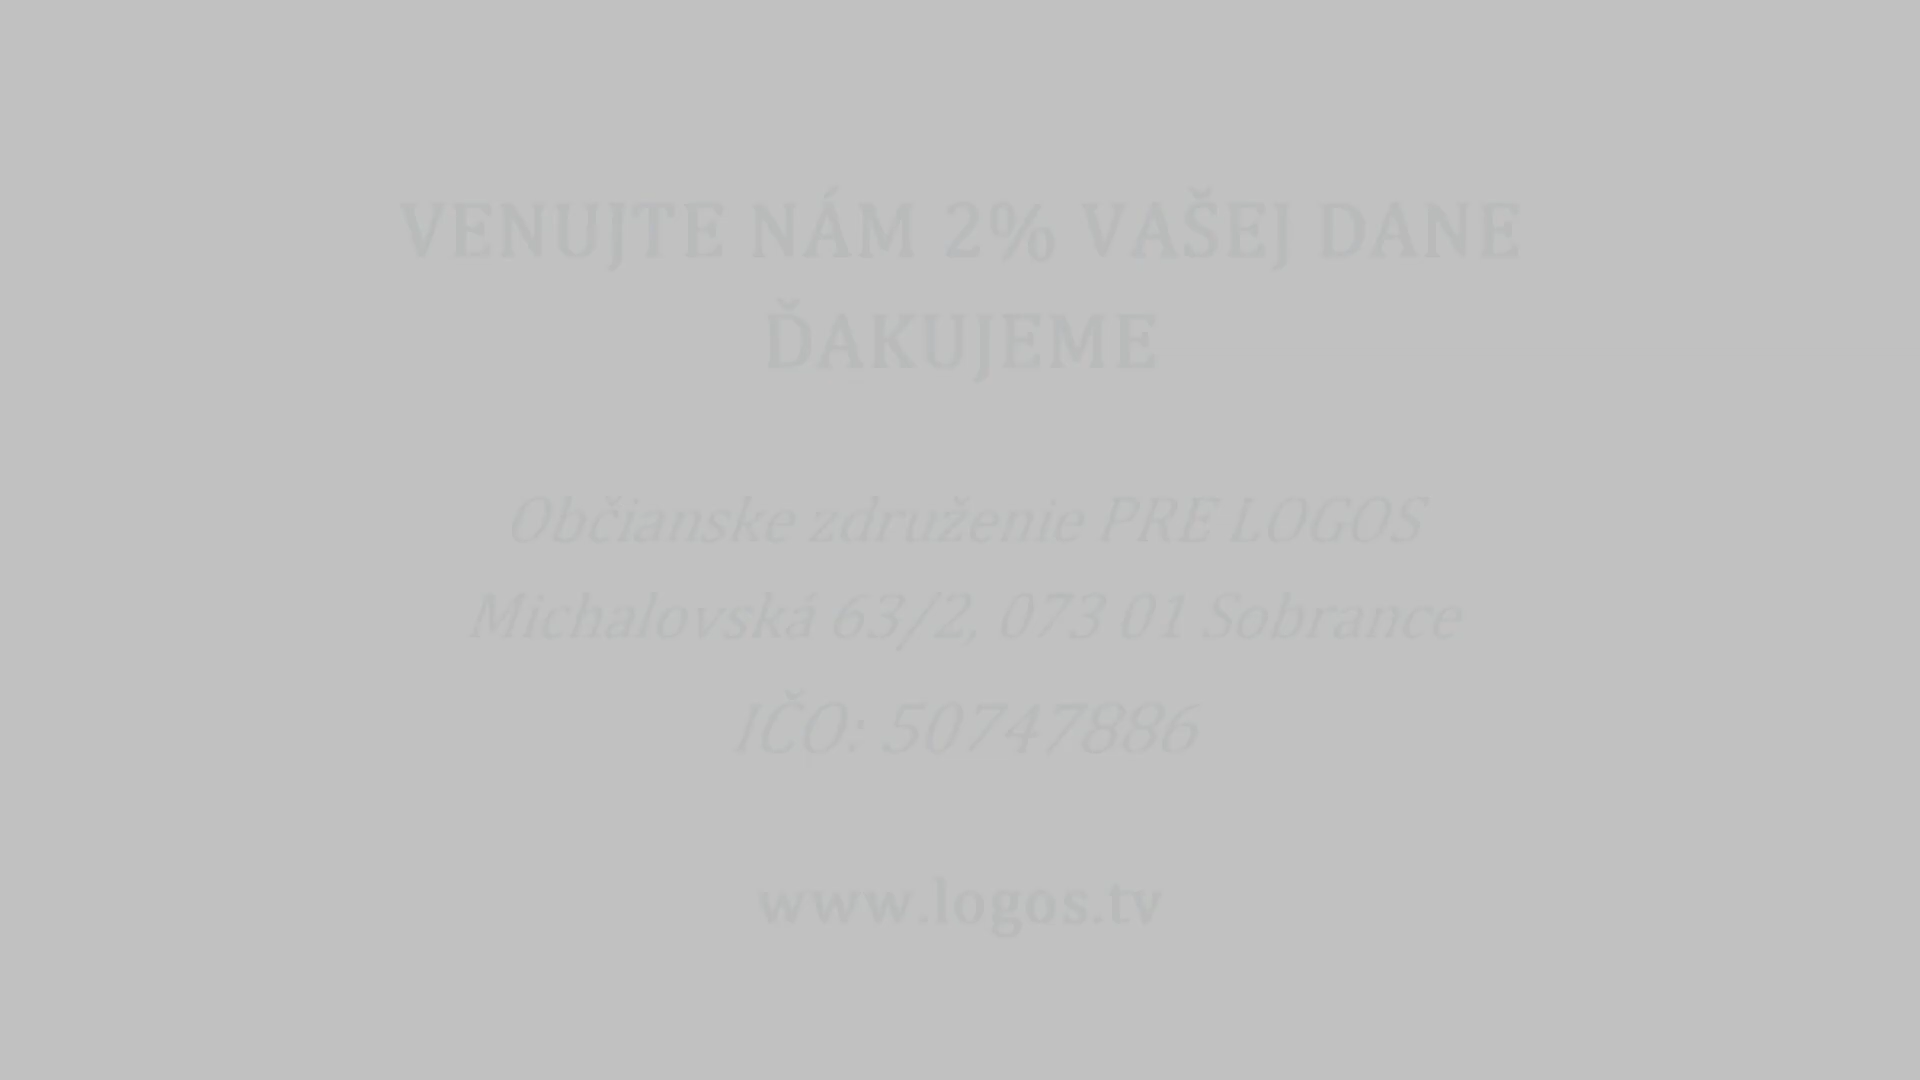 VENUJTE NÁM 2% VAŠEJ DANE
ĎAKUJEME
Občianske združenie PRE LOGOS
Michalovská 63/2, 073 01 Sobrance
IČO: 50747886
www.logos.tv